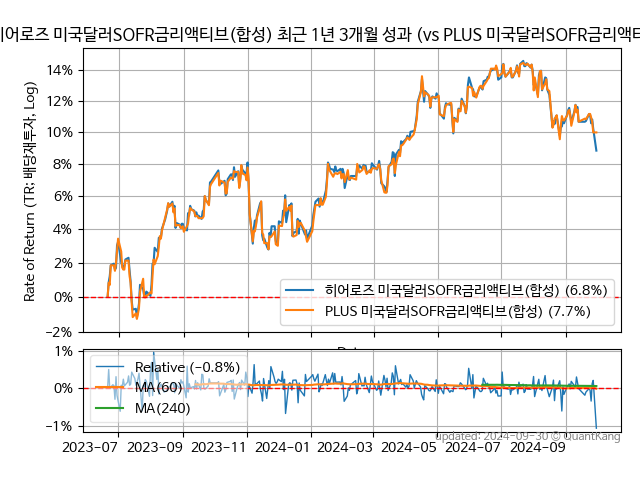 히어로즈 미국달러SOFR금리액티브(합성) 최근 1년 3개월 성과 (vs PLUS 미국달러SOFR금리액티
Rate of Return (TR: 배당재투자, Log)
14%
12%
10%
8%
6%
4%
2%
0%
−2%
히어로즈 미국달러SOFR금리액티브(합성) (6.8%)
PLUS 미국달러SOFR금리액티브(합성) (7.7%)
1%
0%
−1%
Relative (−0.8%)
MA(60)
MA(240)
2023-07 2023-09 2023-11 2024-01 2024-03 2024-05 2024-07 2024-09
updated: 2024-09-30 © QuantKang